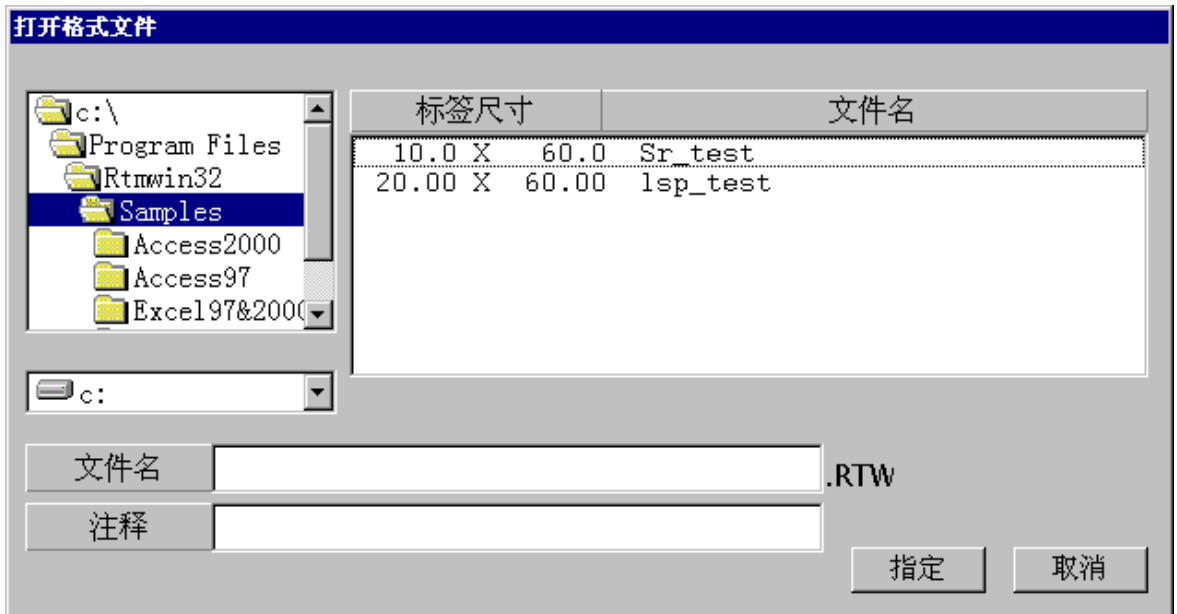 打开格式文件
c:\
Program Files
Rtmwin32
Samples
Access2000
Access97
Excel97&2000
标签尺寸 文件名
10.0 X 60.0 Sr_test
20.00 X 60.00 lsp_test
c:
文件名 .RTW
注释
指定 取消